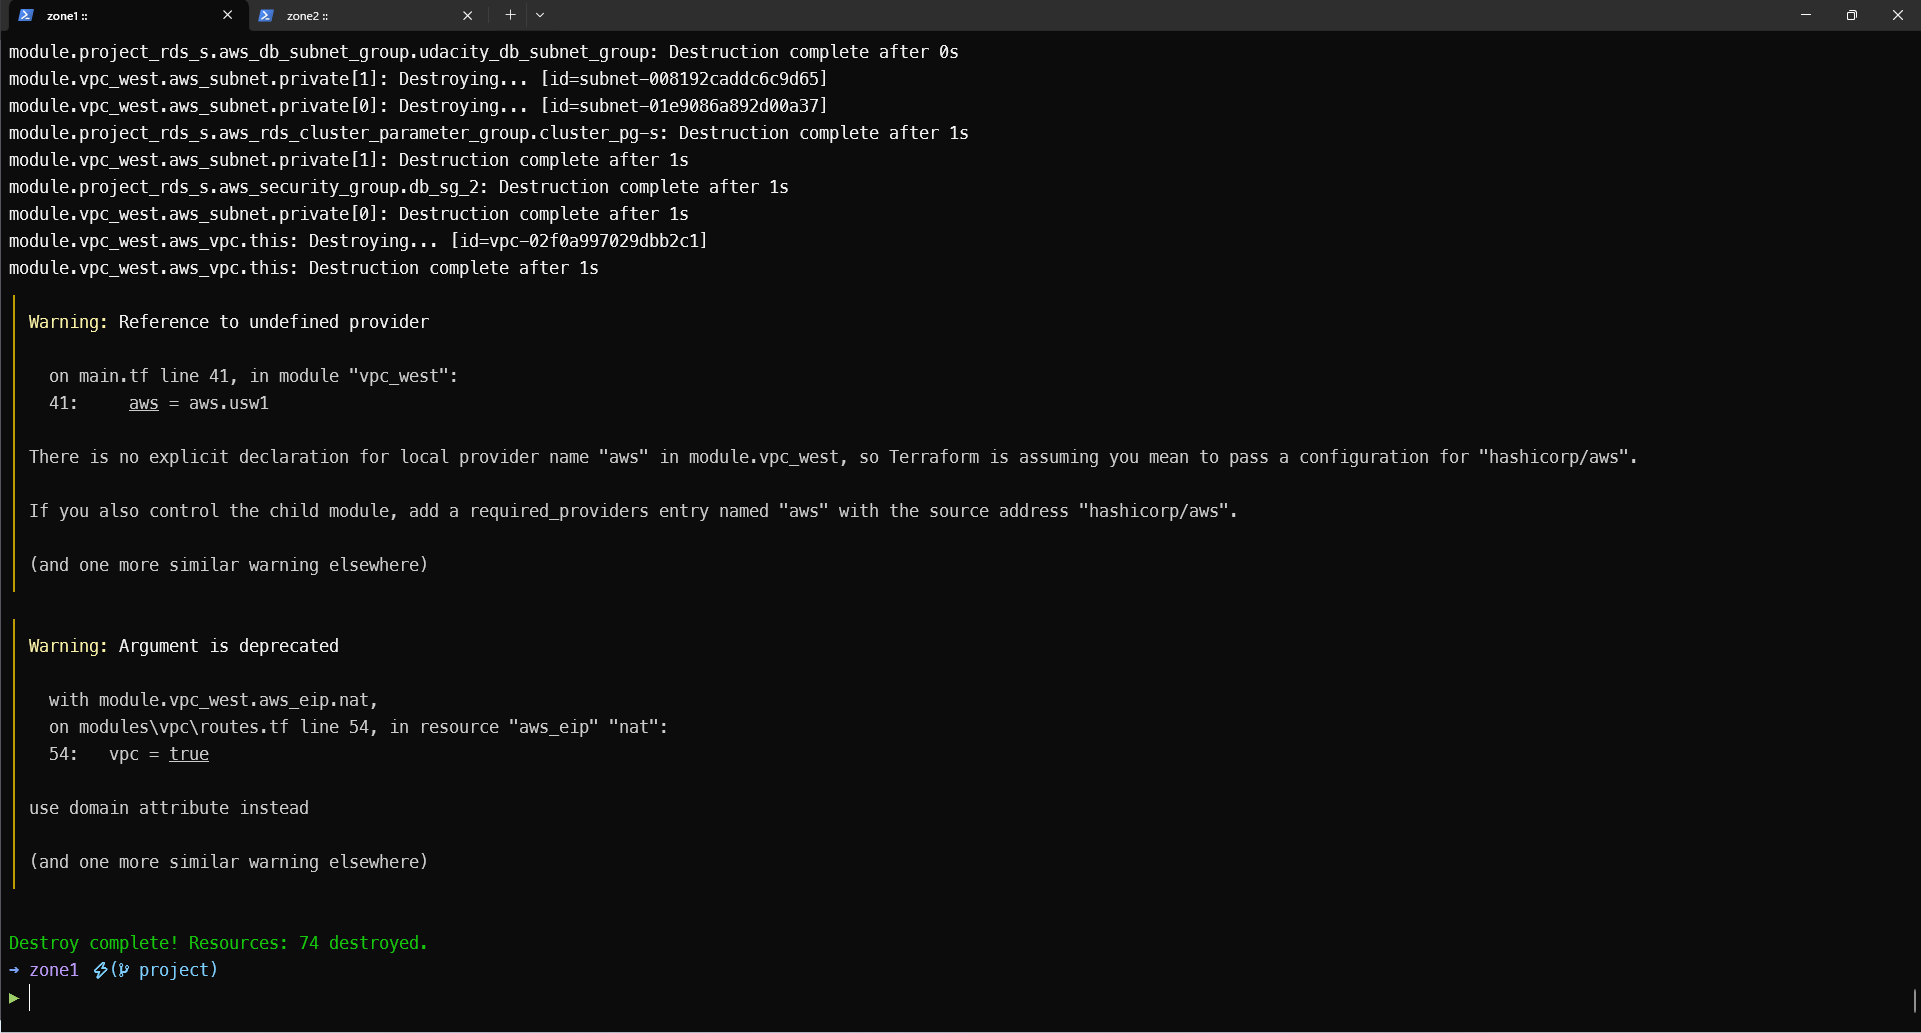 zone1 ::
zone2 ::
module.project_rds_s.aws_db_subnet_group.udacity_db_subnet_group: Destruction complete after 0s
module.vpc_west.aws_subnet.private[1]: Destroying... [id=subnet-008192caddc6c9d65]
module.vpc_west.aws_subnet.private[0]: Destroying... [id=subnet-01e9086a892d00a37]
module.project_rds_s.aws_rds_cluster_parameter_group.cluster_pg-s: Destruction complete after 1s
module.vpc_west.aws_subnet.private[1]: Destruction complete after 1s
module.project_rds_s.aws_security_group.db_sg_2: Destruction complete after 1s
module.vpc_west.aws_subnet.private[0]: Destruction complete after 1s
module.vpc_west.aws_vpc.this: Destroying... [id=vpc-02f0a997029dbb2c1]
module.vpc_west.aws_vpc.this: Destruction complete after 1s
Warning: Reference to undefined provider
on main.tf line 41, in module "vpc_west":
41:     aws = aws.usw1
There is no explicit declaration for local provider name "aws" in module.vpc_west, so Terraform is assuming you mean to pass a configuration for "hashicorp/aws".
If you also control the child module, add a required_providers entry named "aws" with the source address "hashicorp/aws".
(and one more similar warning elsewhere)
Warning: Argument is deprecated
with module.vpc_west.aws_eip.nat,
on modules\vpc\routes.tf line 54, in resource "aws_eip" "nat":
54:   vpc = true
use domain attribute instead
(and one more similar warning elsewhere)
Destroy complete! Resources: 74 destroyed.
➜ zone1 ⚡( project)
▶